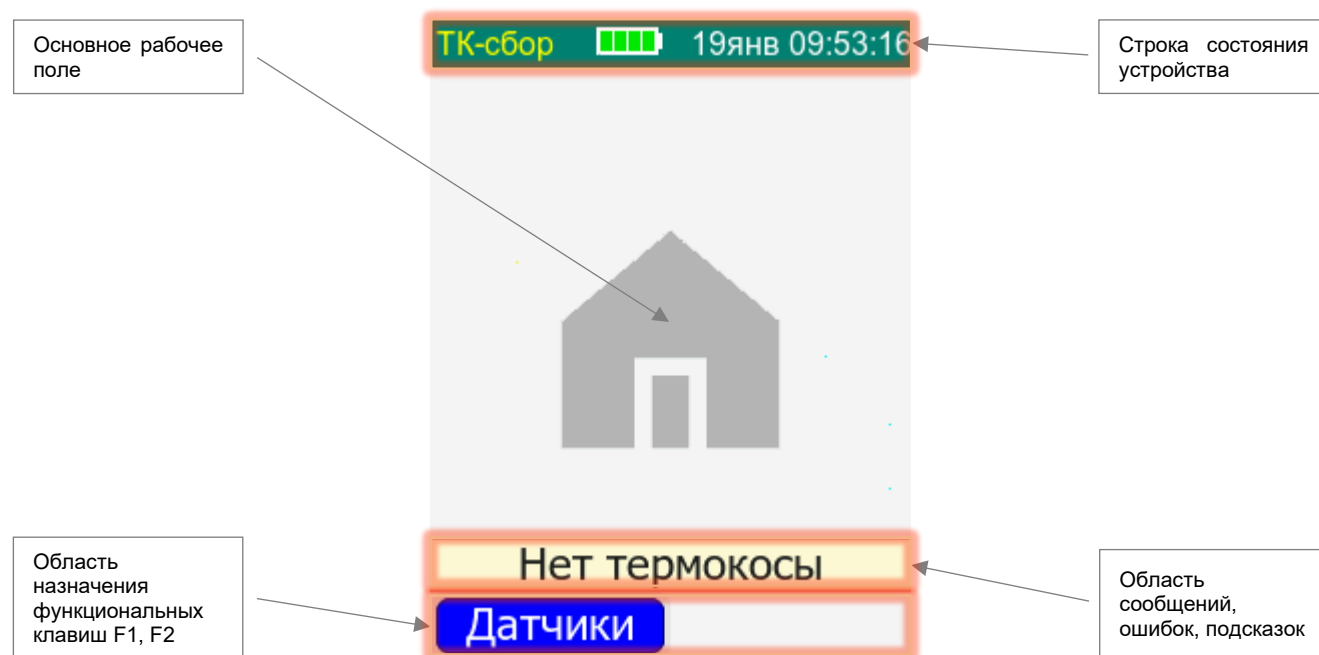 Основное рабочее
поле
ТК-сбор 19янв 09:53:16
Строка состояния
устройства
Нет термокосы
Датчики
Область
назначения
функциональных
клавиш F1, F2
Область
сообщений,
ошибок, подсказок